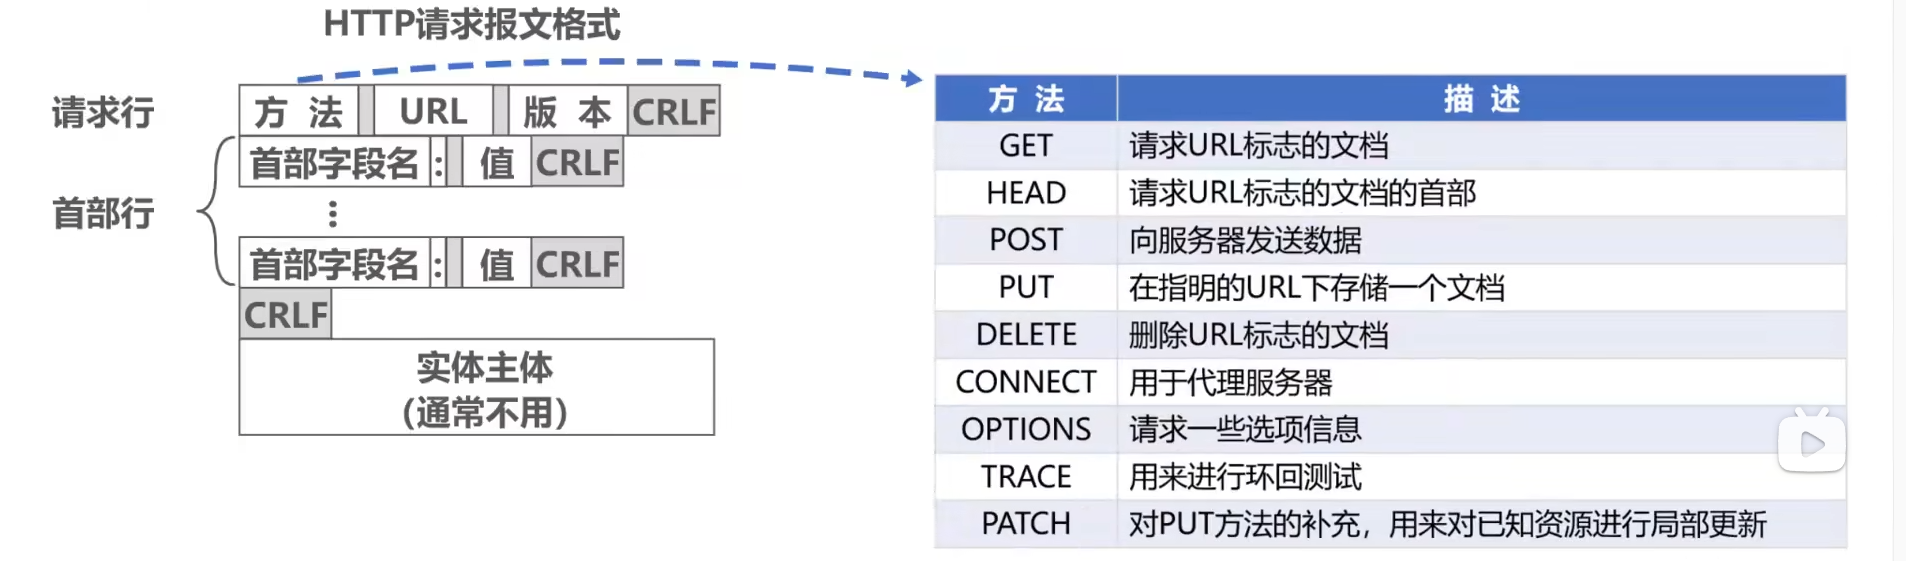 HTTP请求报文格式
请求行
方 法 URL 版 本 CRLF
首部行
首部字段名 : 值 CRLF
⋮
首部字段名 : 值 CRLF
CRLF
实体主体
(通常不用)
方 法 描 述
GET 请求URL标志的文档
HEAD 请求URL标志的文档的首部
POST 向服务器发送数据
PUT 在指明的URL下存储一个文档
DELETE 删除URL标志的文档
CONNECT 用于代理服务器
OPTIONS 请求一些选项信息
TRACE 用来进行环回测试
PATCH 对PUT方法的补充，用来对已知资源进行局部更新